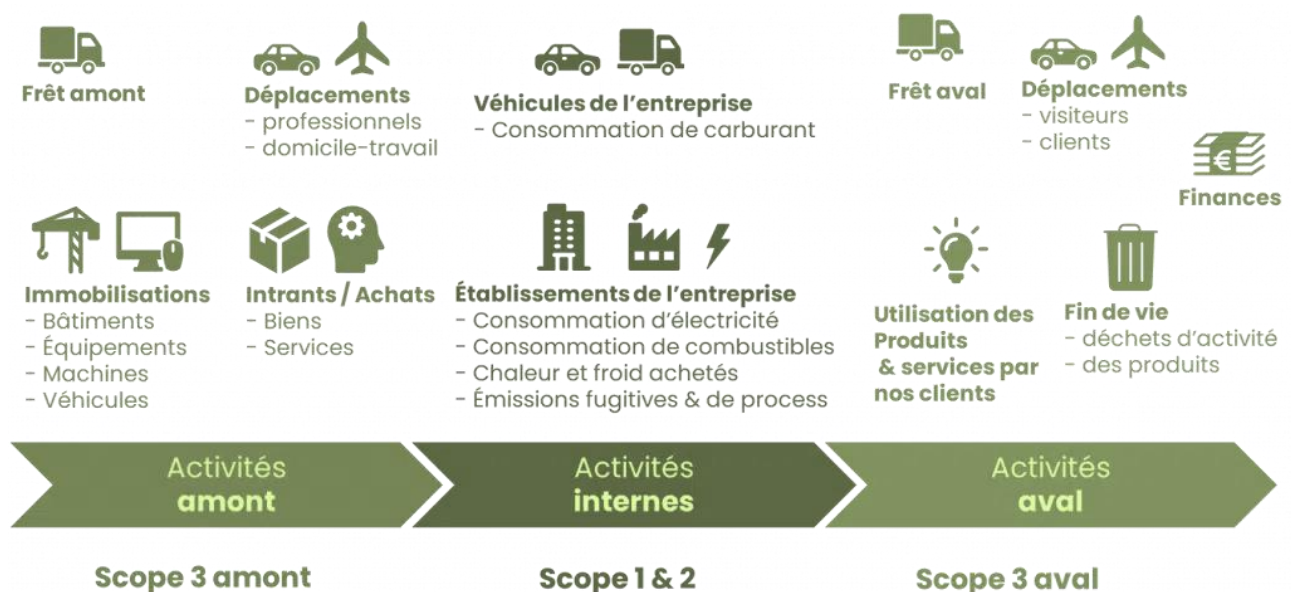 Frêt amont
Déplacements
- professionnels
- domicile-travail
Immobilisations
- Bâtiments
- Équipements
- Machines
- Véhicules
Intrants / Achats
- Biens
- Services
Véhicules de l'entreprise
- Consommation de carburant
Établissements de l'entreprise
- Consommation d'électricité
- Consommation de combustibles
- Chaleur et froid achetés
- Émissions fugitives & de process
Frêt aval
Déplacements
- visiteurs
- clients
€
Finances
Utilisation des
Produits
& services par
nos clients
Fin de vie
- déchets d'activité
- des produits
Activités
amont
Activités
internes
Activités
aval
Scope 3 amont
Scope 1 & 2
Scope 3 aval